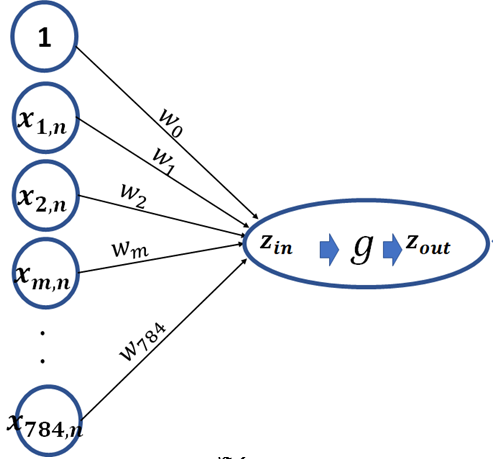 1
x1,n
x2,n
xm,n
.
.
x784,n
w0
w1
w2
wm
w784
zin g zout